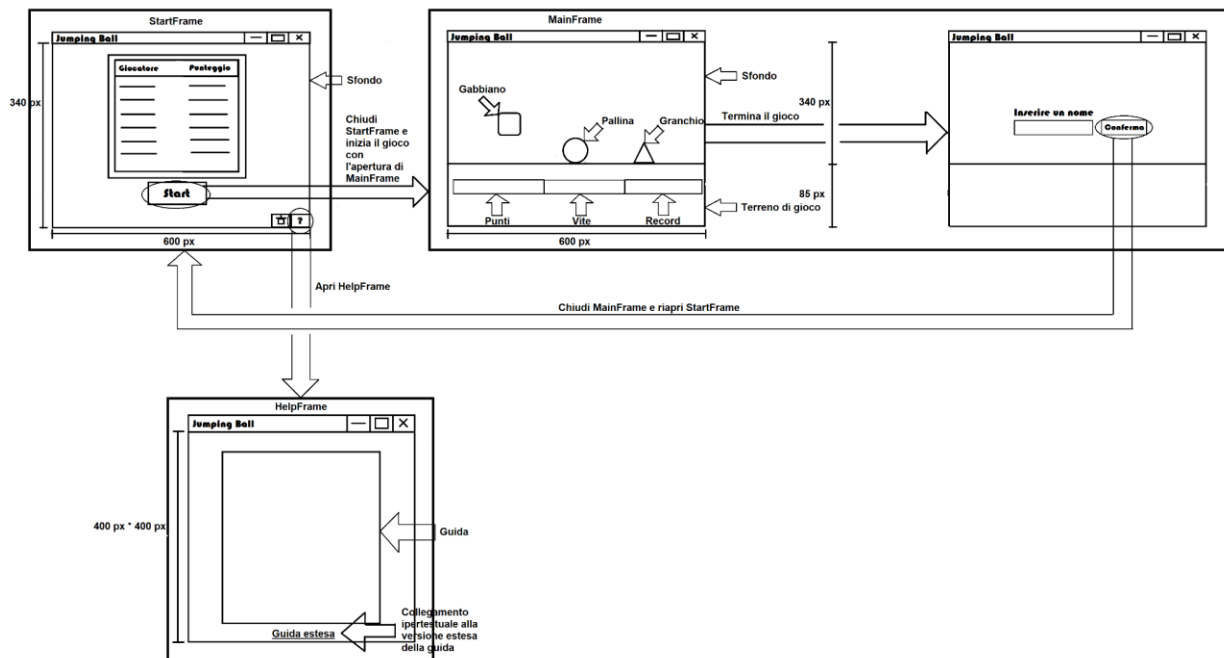 StartFrame
Jumping Ball
Giocatore Punteggio
Start
?
340 px
600 px
Sfondo
Chiudi
StartFrame e
inizia il gioco
con
l'apertura di
MainFrame
MainFrame
Jumping Ball
Gabbiano
Pallina
Granchio
Punti
Vite
Record
600 px
Sfondo
Terreno di gioco
Termina il gioco
340 px
85 px
Jumping Ball
Inserire un nome
Conferma
Apri HelpFrame
Chiudi MainFrame e riapri StartFrame
HelpFrame
Jumping Ball
400 px * 400 px
Guida
Guida estesa
Collegamento
ipertestuale alla
versione estesa
della guida